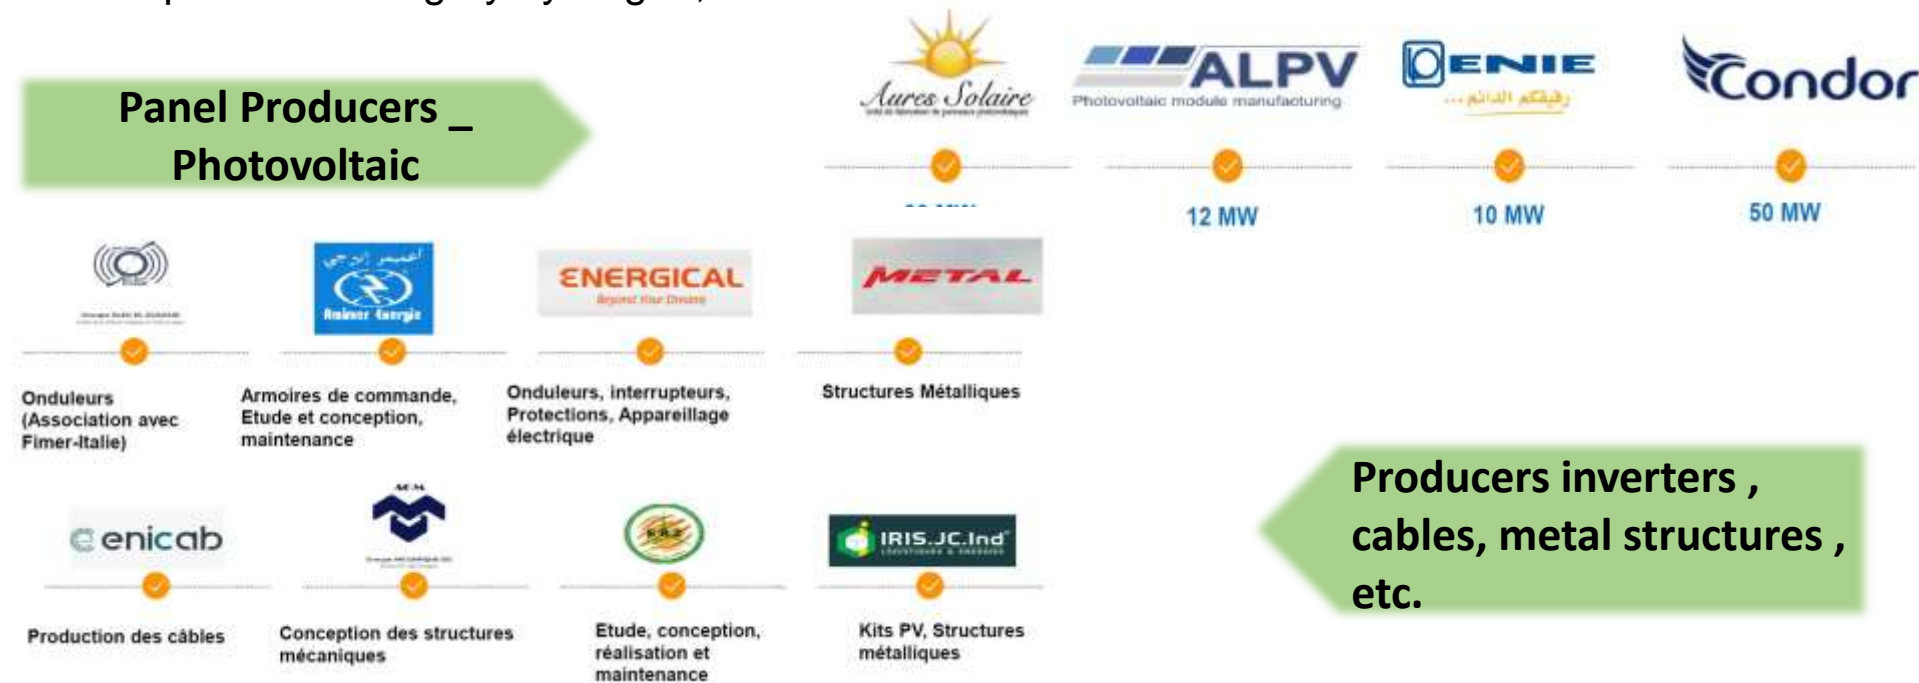 Panel Producers _
Photovoltaic
Aures Solaire
ALPV
Photovoltaic module manufacturing
ENIE
رفيقكم الدائم ...
Condor
12 MW
10 MW
50 MW
اعميمر إنرجي
Amimer Energie
ENERGICAL
Beyond Your Dreams
METAL
Onduleurs
(Association avec
Fimer-Italie)
Armoires de commande,
Etude et conception,
maintenance
Onduleurs, interrupteurs,
Protections, Appareillage
électrique
Structures Métalliques
Producers inverters ,
cables, metal structures ,
etc.
enicab
IRIS.JC.Ind
Production des câbles
Conception des structures
mécaniques
Etude, conception,
réalisation et
maintenance
Kits PV, Structures
métalliques